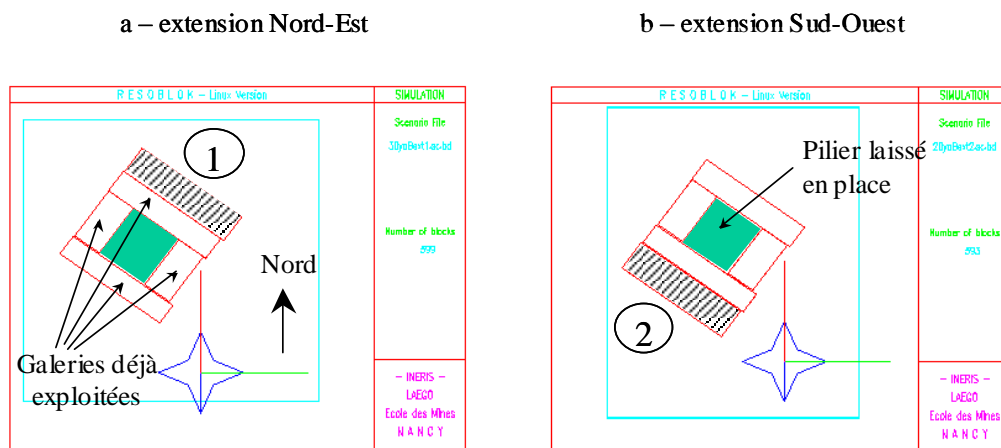 a – extension Nord-Est
b – extension Sud-Ouest
R E S O B L O K – Linux Version
SIMULATION
Scenario File
Number of blocks
599
1
Nord
Galeries déjà
exploitées
– INERIS –
LAEGO
Ecole des Mines
N A N C Y
R E S O B L O K – Linux Version
SIMULATION
Scenario File
Number of blocks
593
Pilier laissé
en place
2
– INERIS –
LAEGO
Ecole des Mines
N A N C Y